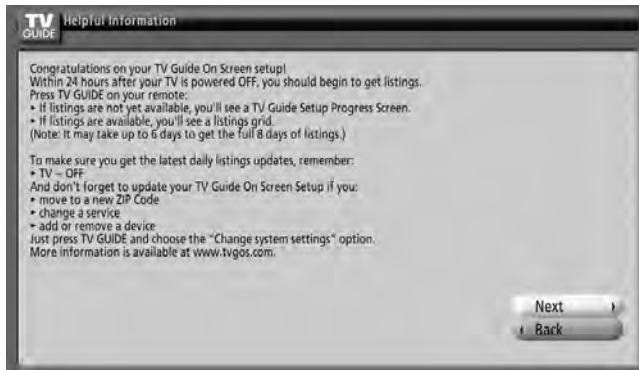 TV
GUIDE
Helpful Information
Congratulations on your TV Guide On Screen setup!
Within 24 hours after your TV is powered OFF, you should begin to get listings.
Press TV GUIDE on your remote:
• If listings are not yet available, you'll see a TV Guide Setup Progress Screen.
• If listings are available, you'll see a listings grid.
(Note: It may take up to 6 days to get the full 8 days of listings.)
To make sure you get the latest daily listings updates, remember:
• TV – OFF
And don't forget to update your TV Guide On Screen Setup if you:
• move to a new ZIP Code
• change a service
• add or remove a device
Just press TV GUIDE and choose the "Change system settings" option.
More information is available at www.tvgos.com.
Next
Back